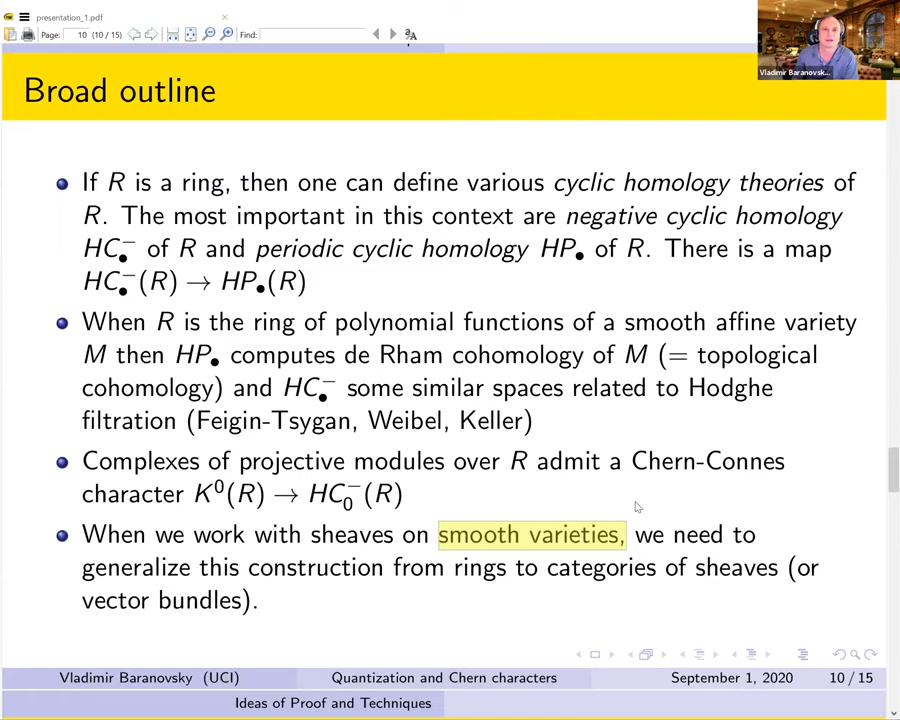 presentation_1.pdf
Page: 10 (10 / 15) Find:
Vladimir Baranovsk...
Broad outline
If R is a ring, then one can define various cyclic homology theories of
R. The most important in this context are negative cyclic homology
HC•⁻ of R and periodic cyclic homology HP• of R. There is a map
HC•⁻(R) → HP•(R)
When R is the ring of polynomial functions of a smooth affine variety
M then HP• computes de Rham cohomology of M (= topological
cohomology) and HC•⁻ some similar spaces related to Hodghe
filtration (Feigin-Tsygan, Weibel, Keller)
Complexes of projective modules over R admit a Chern-Connes
character K⁰(R) → HC₀⁻(R)
When we work with sheaves on smooth varieties, we need to
generalize this construction from rings to categories of sheaves (or
vector bundles).
Vladimir Baranovsky (UCI) Quantization and Chern characters September 1, 2020 10 / 15
Ideas of Proof and Techniques